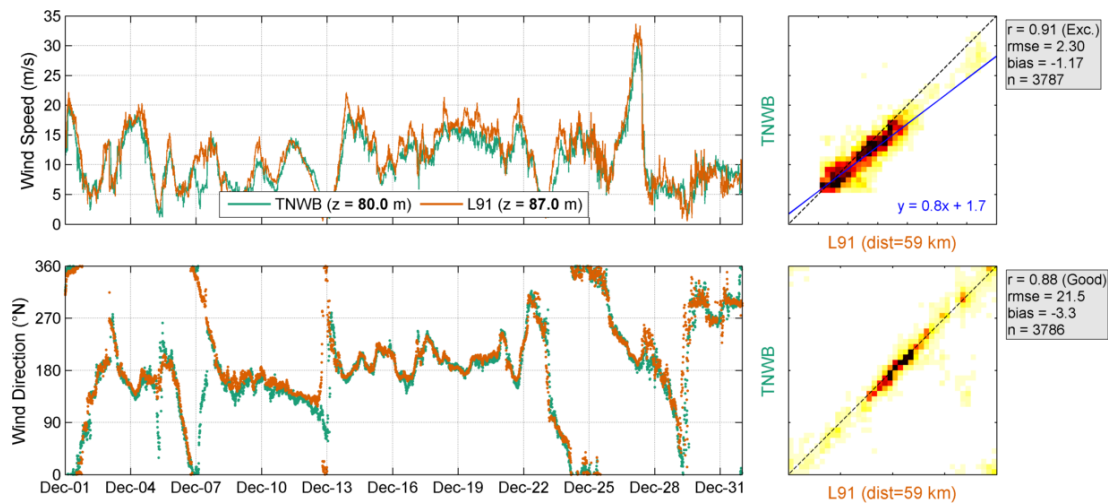 35
30
25
20
15
10
5
0
Wind Speed (m/s)
TNWB (z = 80.0 m) L91 (z = 87.0 m)
TNWB
y = 0.8x + 1.7
L91 (dist=59 km)
r = 0.91 (Exc.)
rmse = 2.30
bias = -1.17
n = 3787
360
270
180
90
0
Wind Direction (°N)
Dec-01 Dec-04 Dec-07 Dec-10 Dec-13 Dec-16 Dec-19 Dec-22 Dec-25 Dec-28 Dec-31
TNWB
L91 (dist=59 km)
r = 0.88 (Good)
rmse = 21.5
bias = -3.3
n = 3786